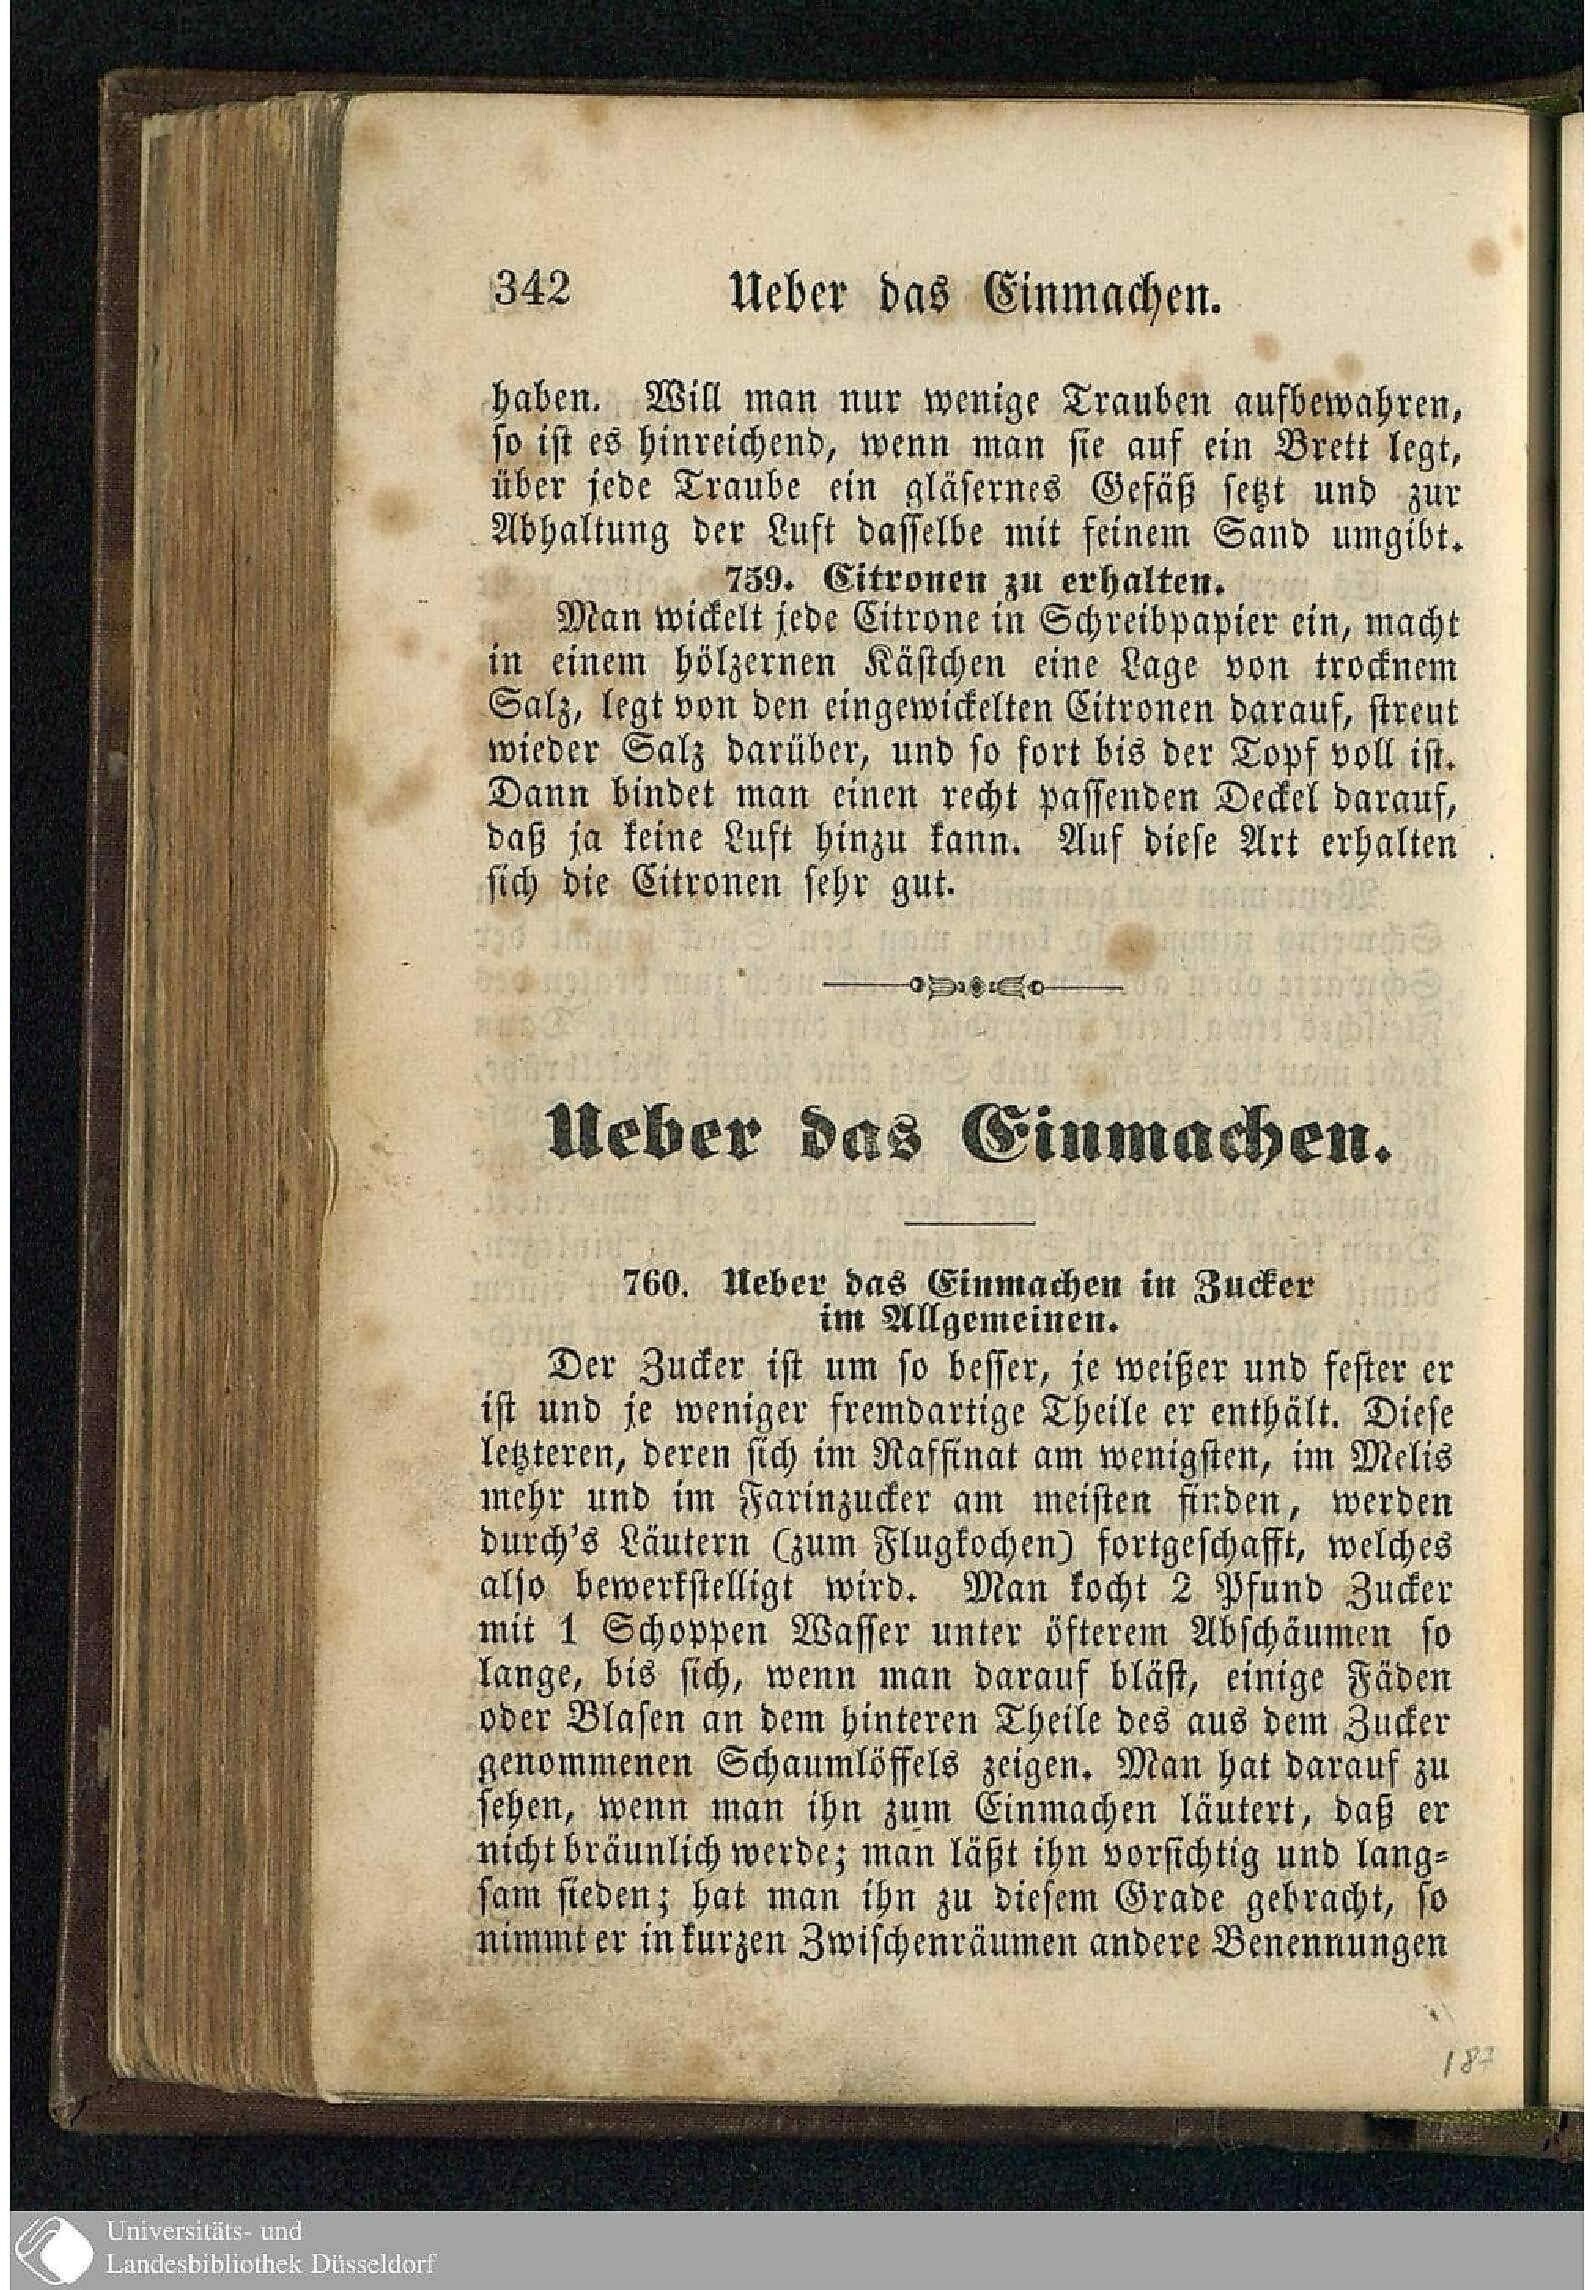 342 Ueber das Einmachen.
haben. Will man nur wenige Trauben aufbewahren,
so ist es hinreichend, wenn man sie auf ein Brett legt,
über jede Traube ein gläsernes Gefäß setzt und zur
Abhaltung der Luft dasselbe mit feinem Sand umgibt.
759. Citronen zu erhalten.
Man wickelt jede Citrone in Schreibpapier ein, macht
in einem hölzernen Kästchen eine Lage von trocknem
Salz, legt von den eingewickelten Citronen darauf, streut
wieder Salz darüber, und so fort bis der Topf voll ist.
Dann bindet man einen recht passenden Deckel darauf,
daß ja keine Luft hinzu kann. Auf diese Art erhalten
sich die Citronen sehr gut.
Ueber das Einmachen.
760. Ueber das Einmachen in Zucker
im Allgemeinen.
Der Zucker ist um so besser, je weißer und fester er
ist und je weniger fremdartige Theile er enthält. Diese
letzteren, deren sich im Raffinat am wenigsten, im Melis
mehr und im Farinzucker am meisten finden, werden
durch's Läutern (zum Flugkochen) fortgeschafft, welches
also bewerkstelligt wird. Man kocht 2 Pfund Zucker
mit 1 Schoppen Wasser unter öfterem Abschäumen so
lange, bis sich, wenn man darauf bläst, einige Fäden
oder Blasen an dem hinteren Theile des aus dem Zucker
genommenen Schaumlöffels zeigen. Man hat darauf zu
sehen, wenn man ihn zum Einmachen läutert, daß er
nicht bräunlich werde; man läßt ihn vorsichtig und lang=
sam sieden; hat man ihn zu diesem Grade gebracht, so
nimmt er in kurzen Zwischenräumen andere Benennungen
187
Universitäts- und
Landesbibliothek Düsseldorf